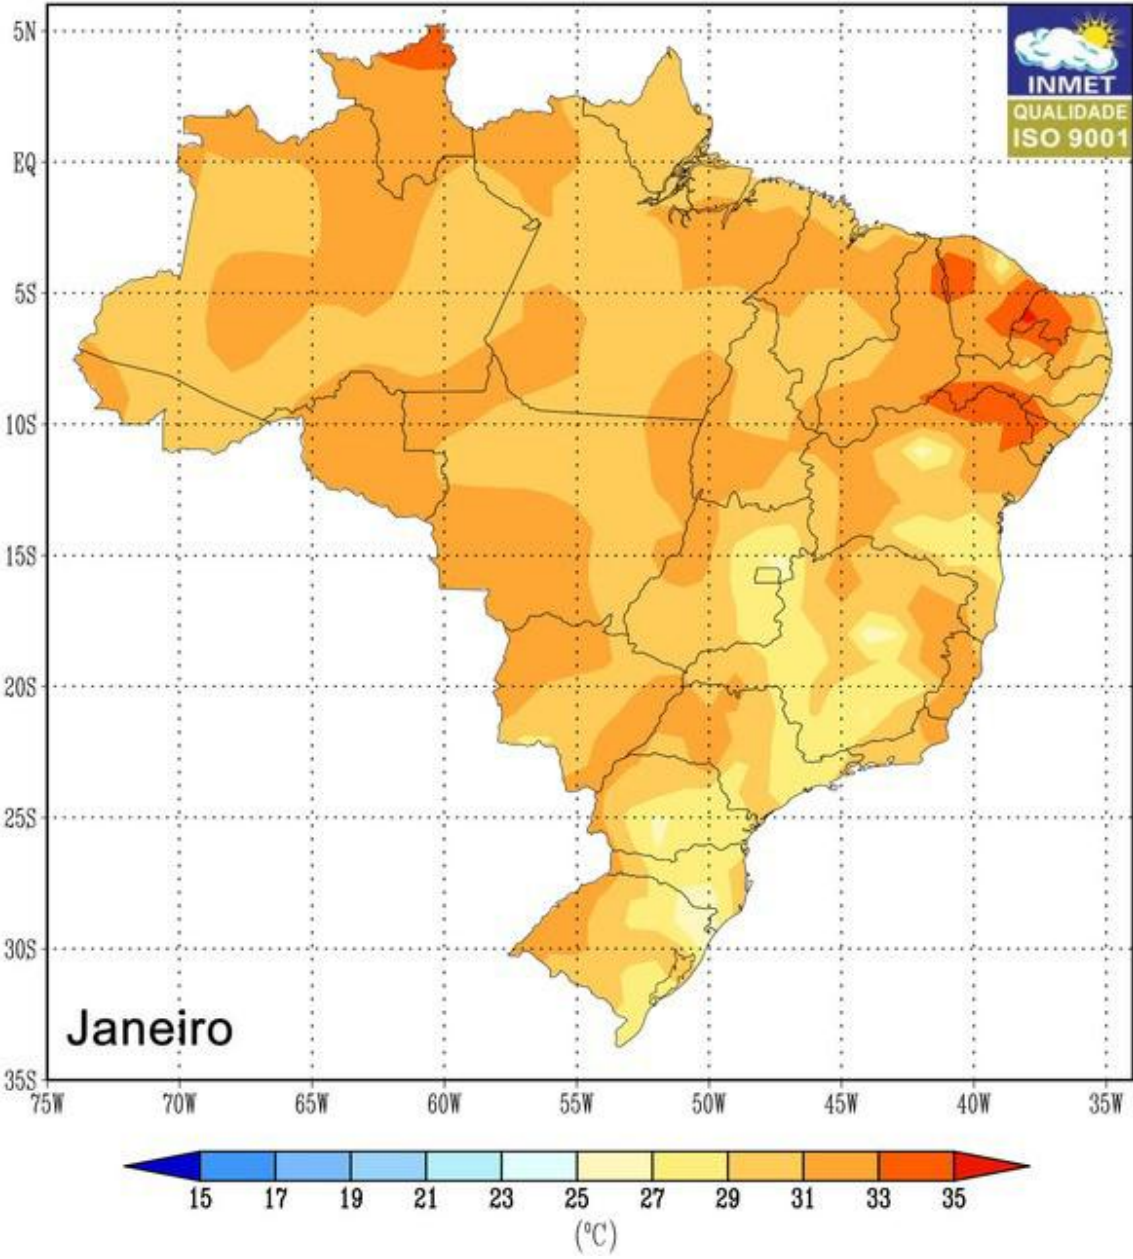 INMET
QUALIDADE
ISO 9001
5N
EQ
5S
10S
15S
20S
25S
30S
35S
Janeiro
75W 70W 65W 60W 55W 50W 45W 40W 35W
15 17 19 21 23 25 27 29 31 33 35
(°C)